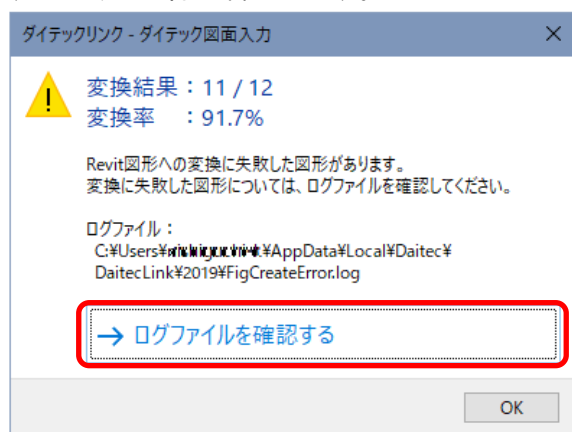 ダイテックリンク - ダイテック図面入力
変換結果：11 / 12
変換率 ：91.7%
Revit図形への変換に失敗した図形があります。
変換に失敗した図形については、ログファイルを確認してください。
ログファイル：
C:¥Users¥ ¥AppData¥Local¥Daitec¥
DaitecLink¥2019¥FigCreateError.log
→ ログファイルを確認する
OK